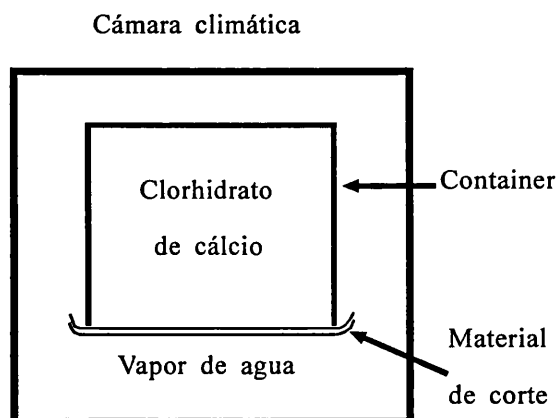 Cámara climática
Clorhidrato
de cálcio
Container
Vapor de agua
Material
de corte